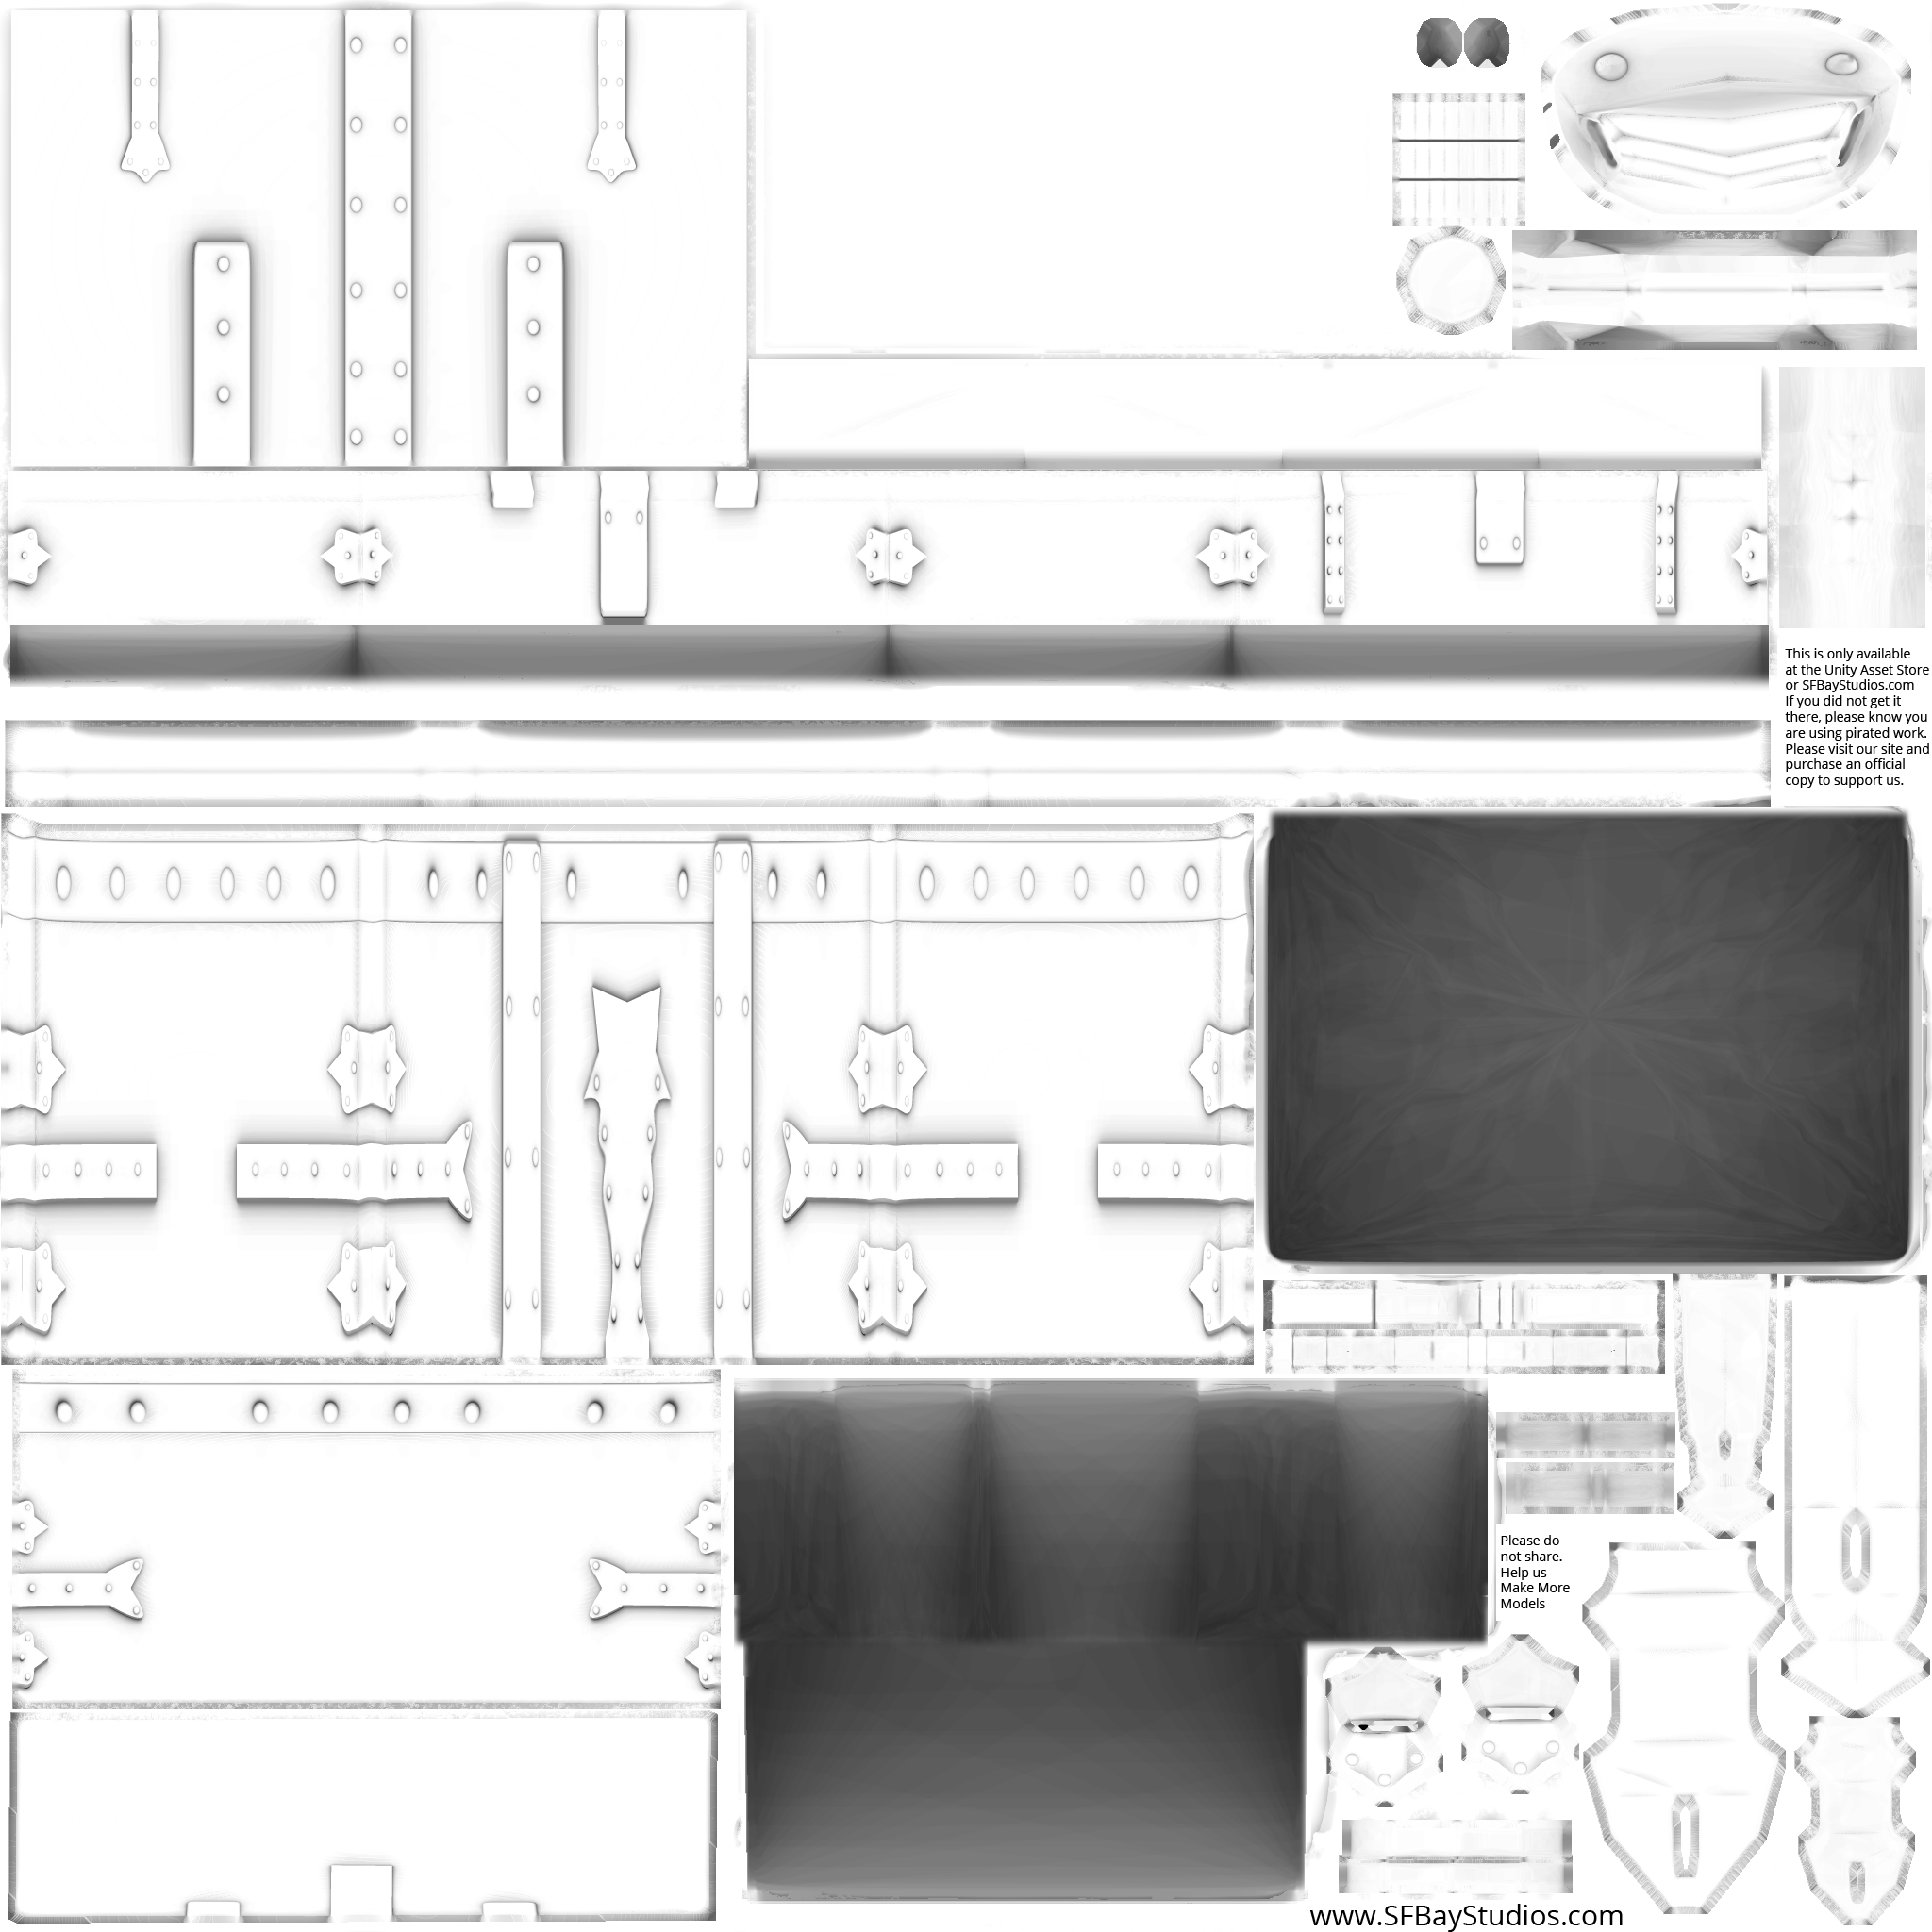 This is only available
at the Unity Asset Store
or SFBayStudios.com
If you did not get it
there, please know you
are using pirated work.
Please visit our site and
purchase an official
copy to support us.
Please do
not share.
Help us
Make More
Models
www.SFBayStudios.com